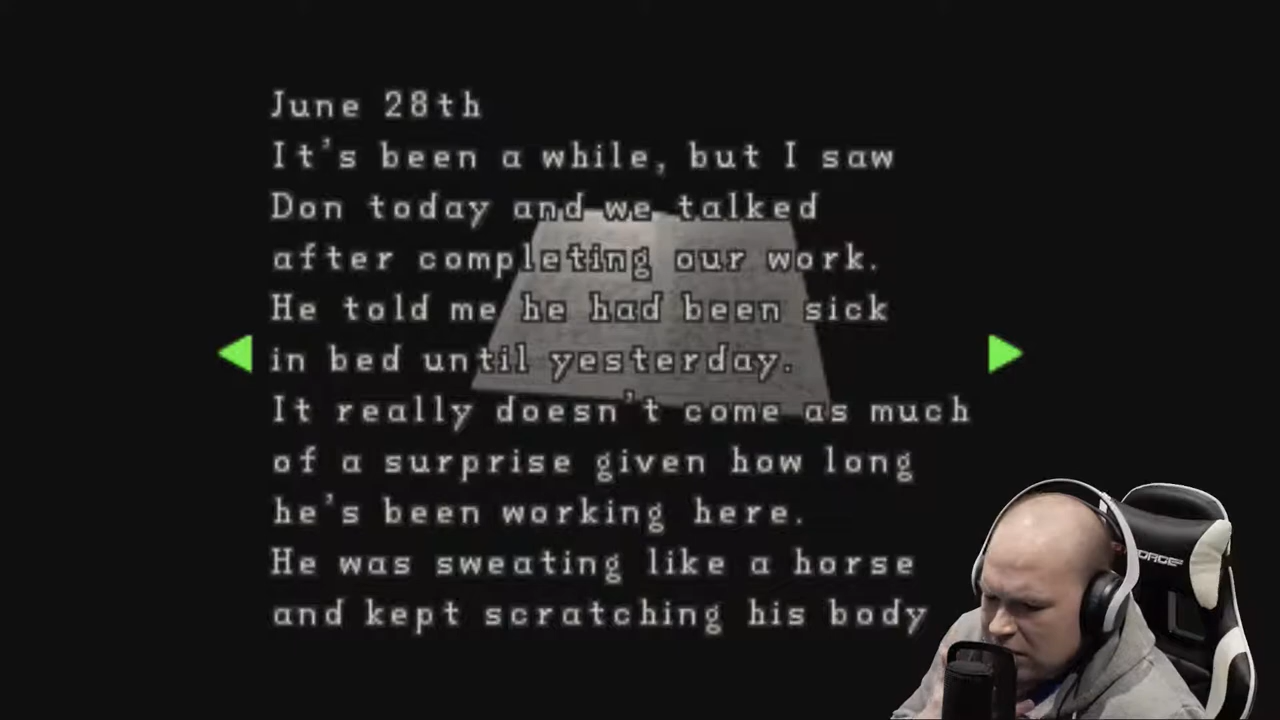 June 28th
It's been a while, but I saw
Don today and we talked
after completing our work.
He told me he had been sick
in bed until yesterday.
It really doesn't come as much
of a surprise given how long
he's been working here.
He was sweating like a horse
and kept scratching his body